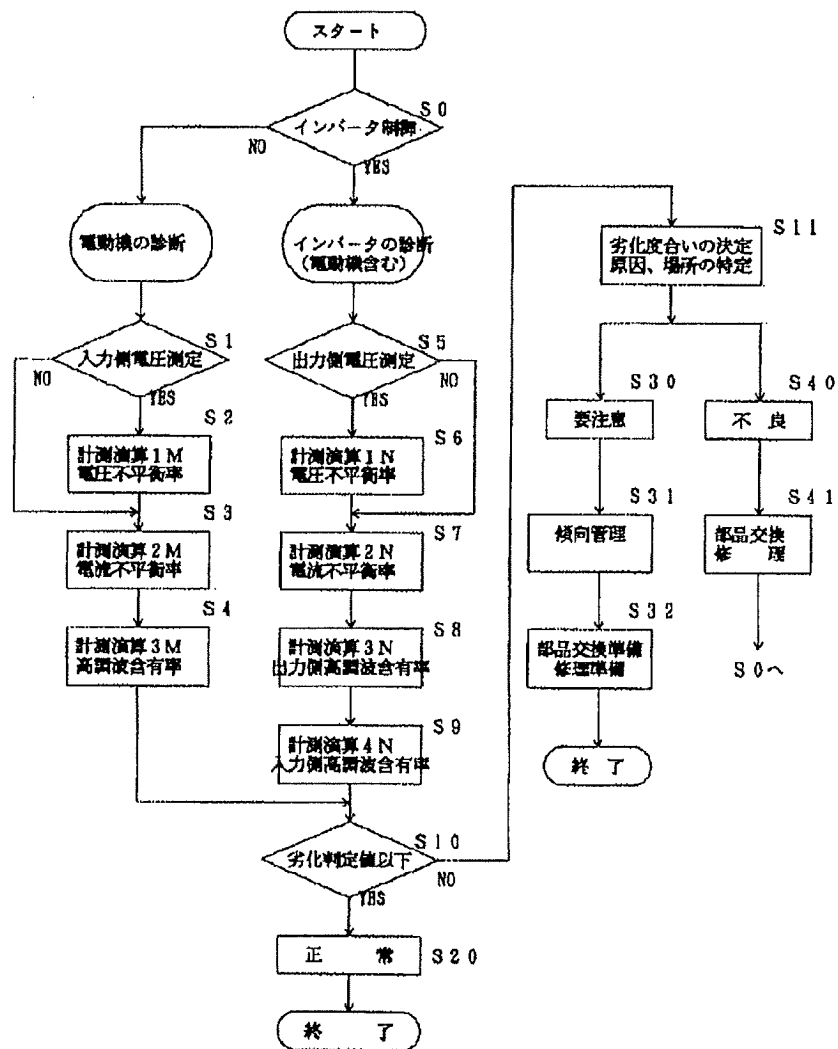 スタート
S0
インバータ制御
NO
YES
電動機の診断
インバータの診断
(電動機含む)
S11
劣化度合いの決定
原因、場所の特定
S1
入力側電圧測定
NO
YES
S5
出力側電圧測定
NO
YES
S30
要注意
S40
不 良
S2
計測演算1M
電圧不平衡率
S6
計測演算1N
電圧不平衡率
S31
傾向管理
S41
部品交換
修 理
S3
計測演算2M
電流不平衡率
S7
計測演算2N
電流不平衡率
S4
計測演算3M
高調波含有率
S8
計測演算3N
出力側高調波含有率
S32
部品交換準備
修理準備
S0へ
S9
計測演算4N
入力側高調波含有率
終 了
S10
劣化判定値以下
NO
YES
正 常
S20
終 了